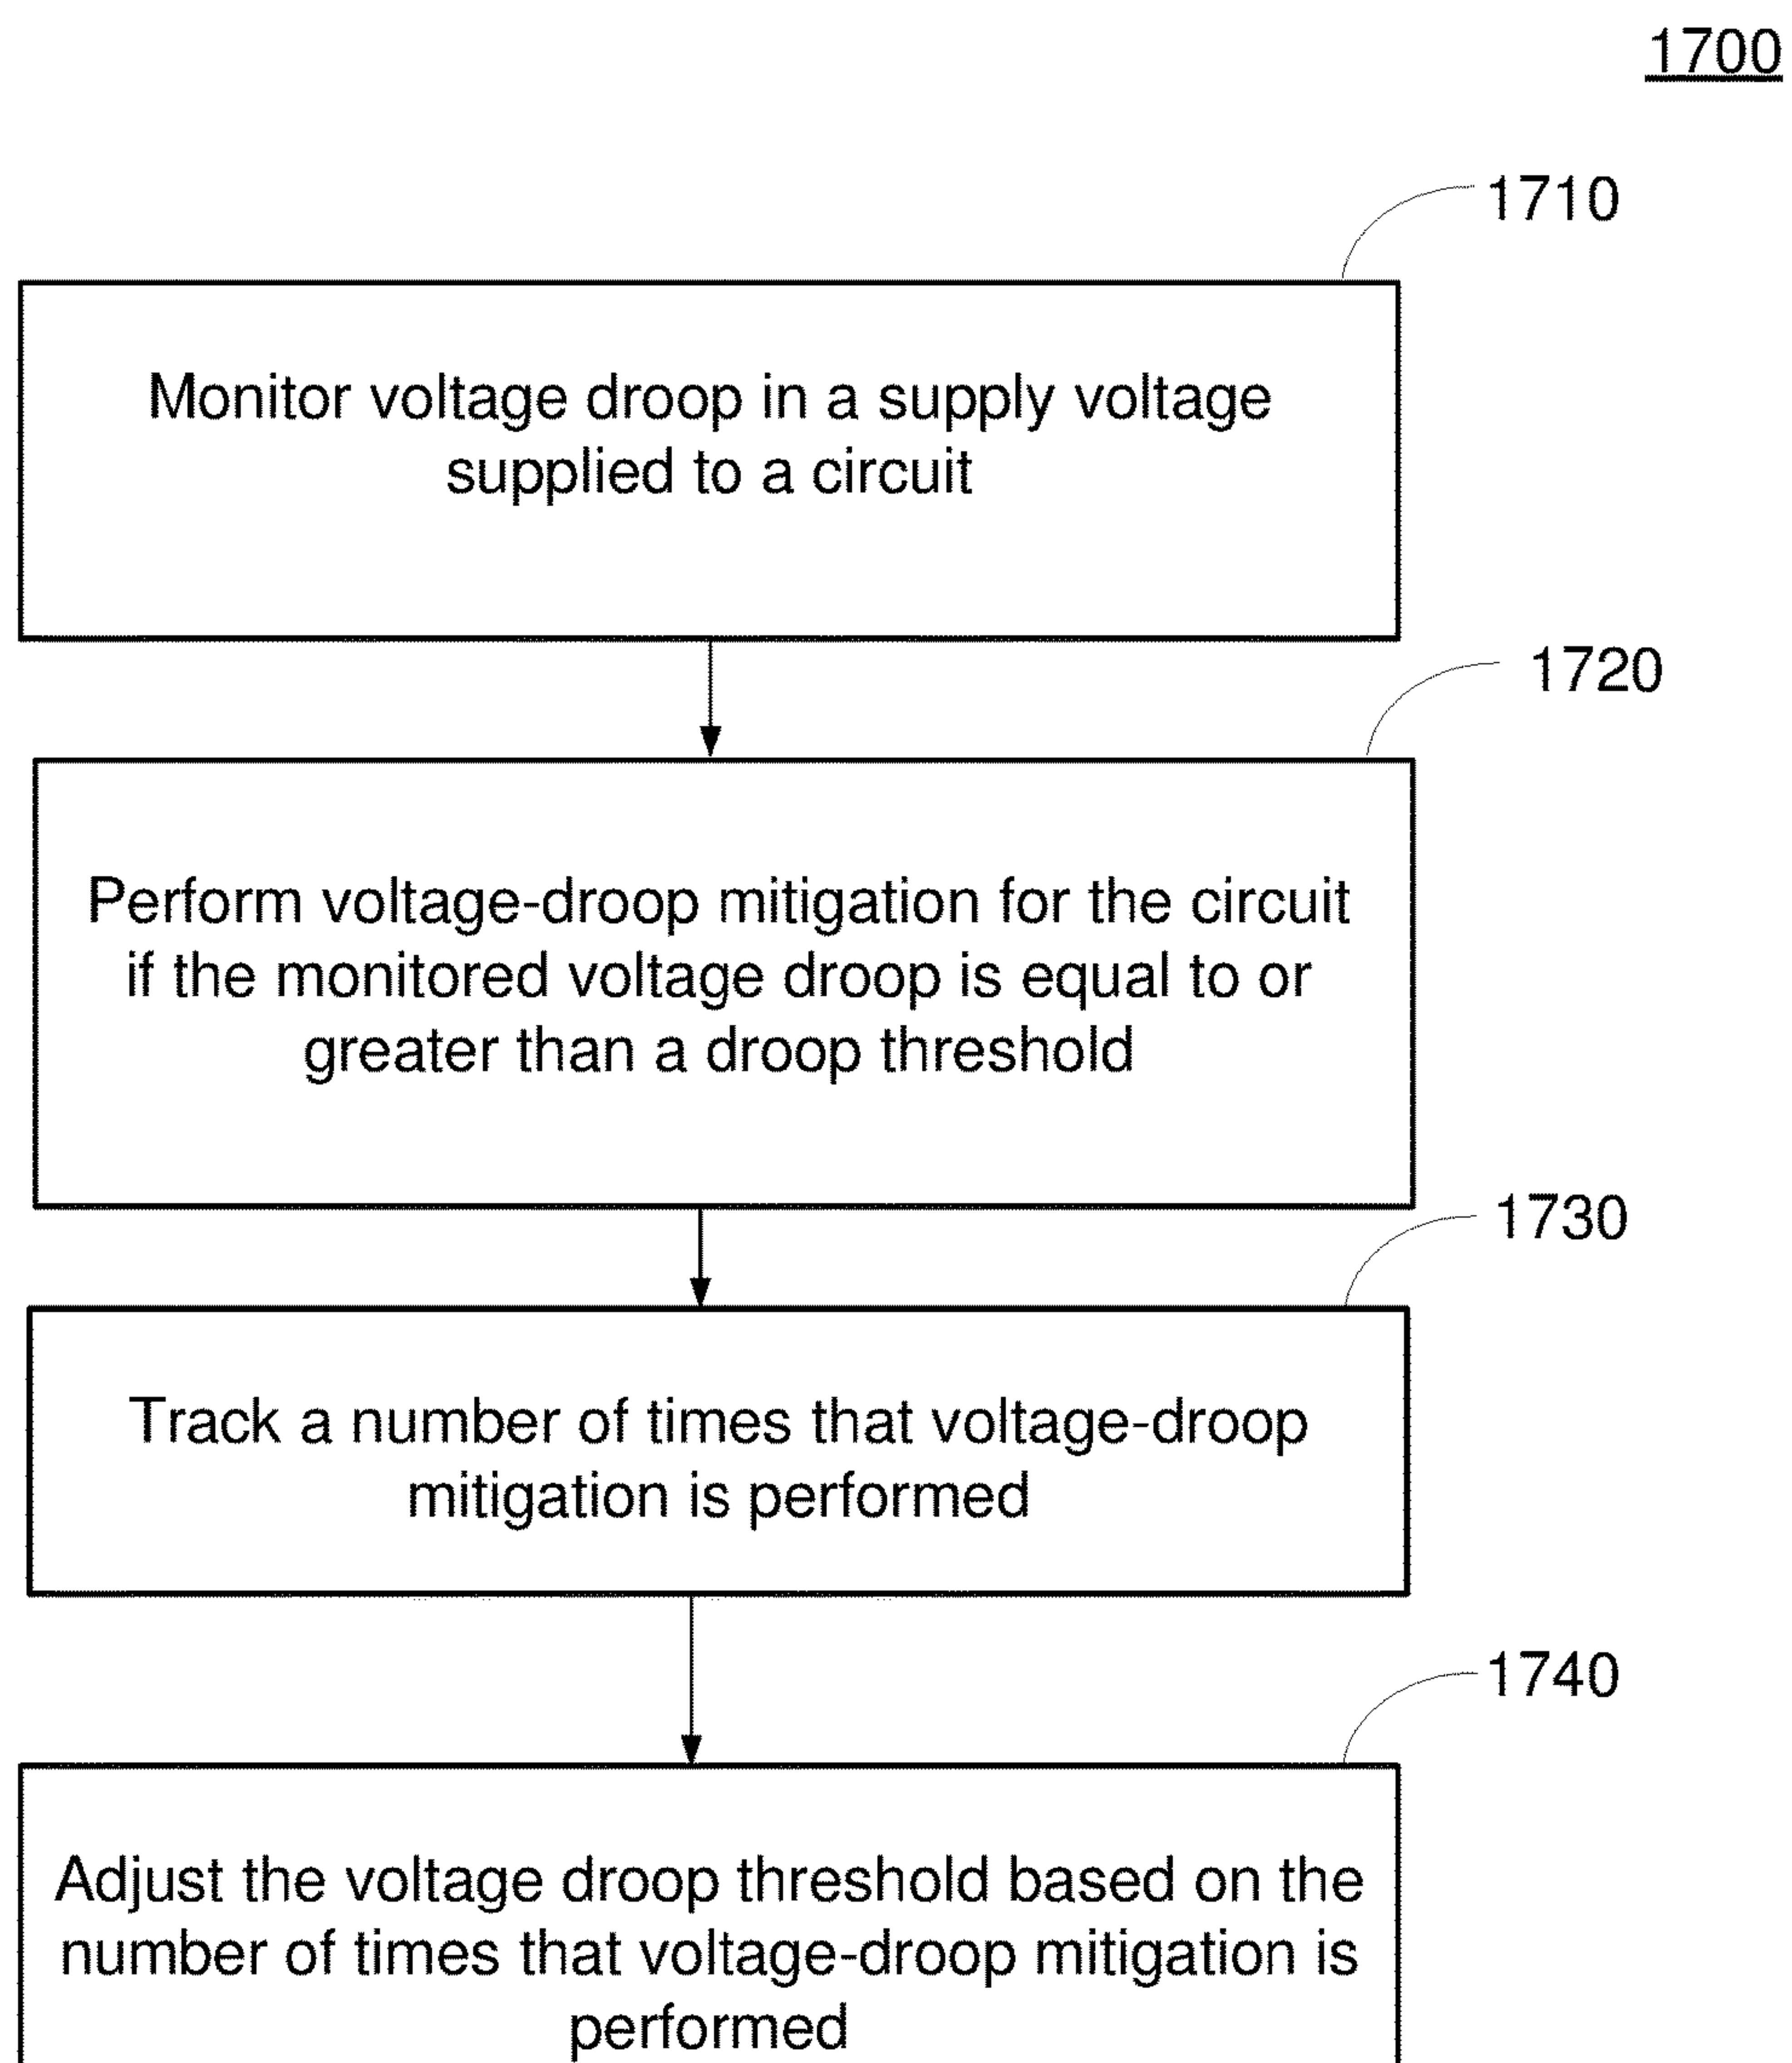 1700
1710
Monitor voltage droop in a supply voltage
supplied to a circuit
1720
Perform voltage-droop mitigation for the circuit
if the monitored voltage droop is equal to or
greater than a droop threshold
1730
Track a number of times that voltage-droop
mitigation is performed
1740
Adjust the voltage droop threshold based on the
number of times that voltage-droop mitigation is
performed